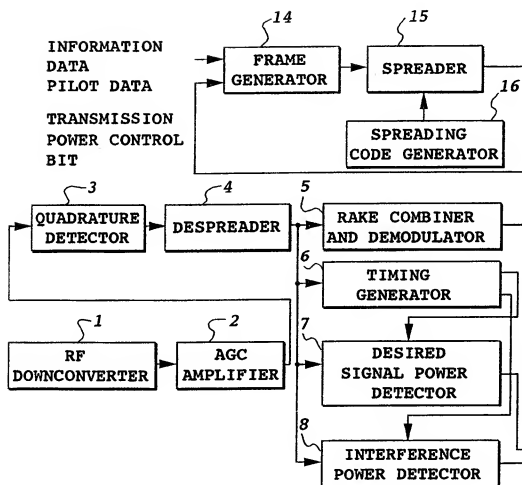 14
15
INFORMATION
DATA
PILOT DATA
FRAME
GENERATOR
SPREADER
16
TRANSMISSION
POWER CONTROL
BIT
SPREADING
CODE GENERATOR
3
4
5
QUADRATURE
DETECTOR
DESPREADER
RAKE COMBINER
AND DEMODULATOR
6
TIMING
GENERATOR
1
2
7
RF
DOWNCONVERTER
AGC
AMPLIFIER
DESIRED
SIGNAL POWER
DETECTOR
8
INTERFERENCE
POWER DETECTOR